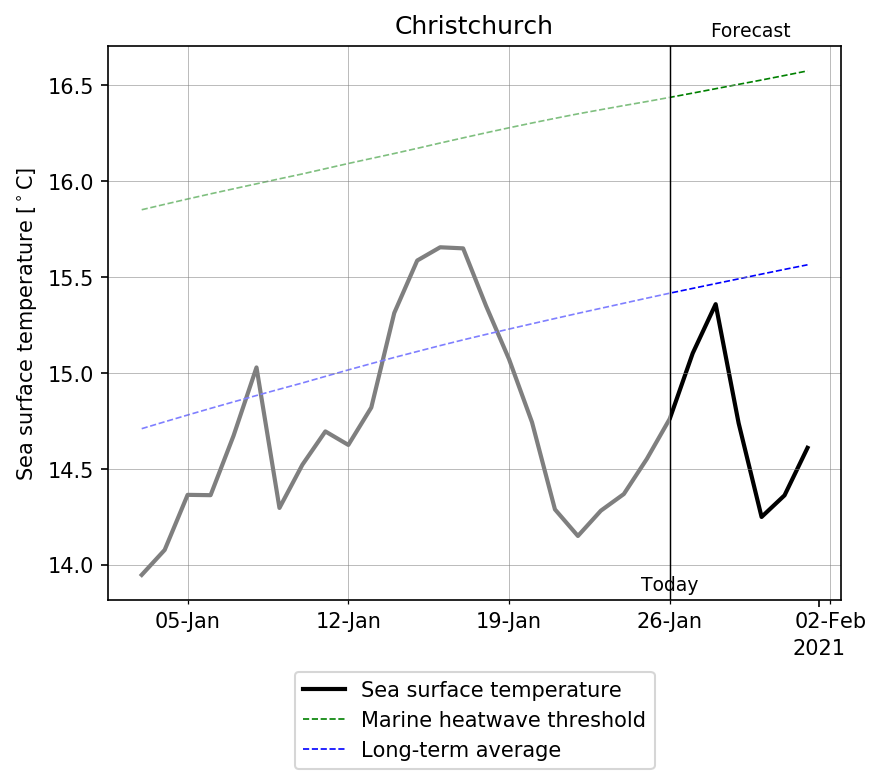 Christchurch
Forecast
Sea surface temperature [°C]
16.5
16.0
15.5
15.0
14.5
14.0
Today
05-Jan
12-Jan
19-Jan
26-Jan
02-Feb
2021
Sea surface temperature
Marine heatwave threshold
Long-term average